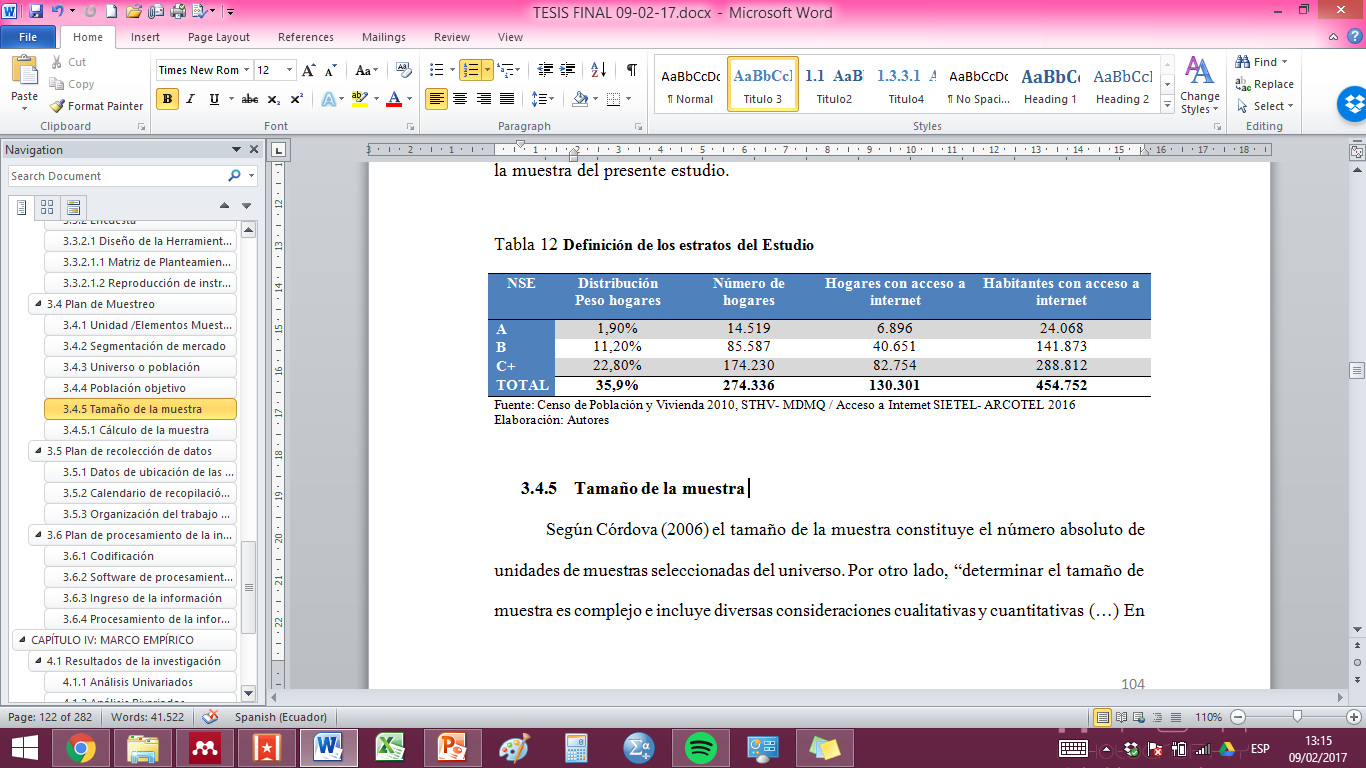 TESIS FINAL 09-02-17.docx - Microsoft Word
File Home Insert Page Layout References Mailings Review View
Paste
Cut
Copy
Format Painter
Clipboard
Times New Rom 12
Font
Paragraph
AaBbCcDc AaBbCcI 1.1 AaB 1.3.3.1 A AaBbCcDc AaBbCc AaBbCcI
¶ Normal Titulo 3 Titulo2 Titulo4 ¶ No Spaci... Heading 1 Heading 2
Change Styles
Styles
Find
Replace
Select
Editing
Navigation
Search Document
3.3.2 Encuesta
3.3.2.1 Diseño de la Herramient...
3.3.2.1.1 Matriz de Planteamien...
3.3.2.1.2 Reproducción de instr...
3.4 Plan de Muestreo
3.4.1 Unidad /Elementos Muest...
3.4.2 Segmentación de mercado
3.4.3 Universo o población
3.4.4 Población objetivo
3.4.5 Tamaño de la muestra
3.4.5.1 Cálculo de la muestra
3.5 Plan de recolección de datos
3.5.1 Datos de ubicación de las ...
3.5.2 Calendario de recopilació...
3.5.3 Organización del trabajo ...
3.6 Plan de procesamiento de la in...
3.6.1 Codificación
3.6.2 Software de procesamient...
3.6.3 Ingreso de la información
3.6.4 Procesamiento de la infor...
CAPÍTULO IV: MARCO EMPÍRICO
4.1 Resultados de la investigación
4.1.1 Análisis Univariados
4.1.2 Análisis Bivariados
la muestra del presente estudio.
Tabla 12 Definición de los estratos del Estudio
NSE Distribución Número de Hogares con acceso a Habitantes con acceso a
Peso hogares hogares internet internet
A 1,90% 14.519 6.896 24.068
B 11,20% 85.587 40.651 141.873
C+ 22,80% 174.230 82.754 288.812
TOTAL 35,9% 274.336 130.301 454.752
Fuente: Censo de Población y Vivienda 2010, STHV- MDMQ / Acceso a Internet SIETEL- ARCOTEL 2016
Elaboración: Autores
3.4.5 Tamaño de la muestra
Según Córdova (2006) el tamaño de la muestra constituye el número absoluto de
unidades de muestras seleccionadas del universo. Por otro lado, “determinar el tamaño de
muestra es complejo e incluye diversas consideraciones cualitativas y cuantitativas (…) En
104
Page: 122 of 282 Words: 41.522 Spanish (Ecuador) 110%
ESP
13:15
09/02/2017